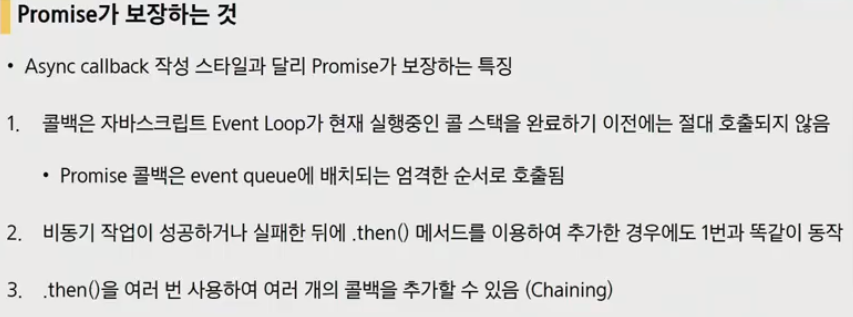 Promise가 보장하는 것
• Async callback 작성 스타일과 달리 Promise가 보장하는 특징
1. 콜백은 자바스크립트 Event Loop가 현재 실행중인 콜 스택을 완료하기 이전에는 절대 호출되지 않음
• Promise 콜백은 event queue에 배치되는 엄격한 순서로 호출됨
2. 비동기 작업이 성공하거나 실패한 뒤에 .then() 메서드를 이용하여 추가한 경우에도 1번과 똑같이 동작
3. .then()을 여러 번 사용하여 여러 개의 콜백을 추가할 수 있음 (Chaining)